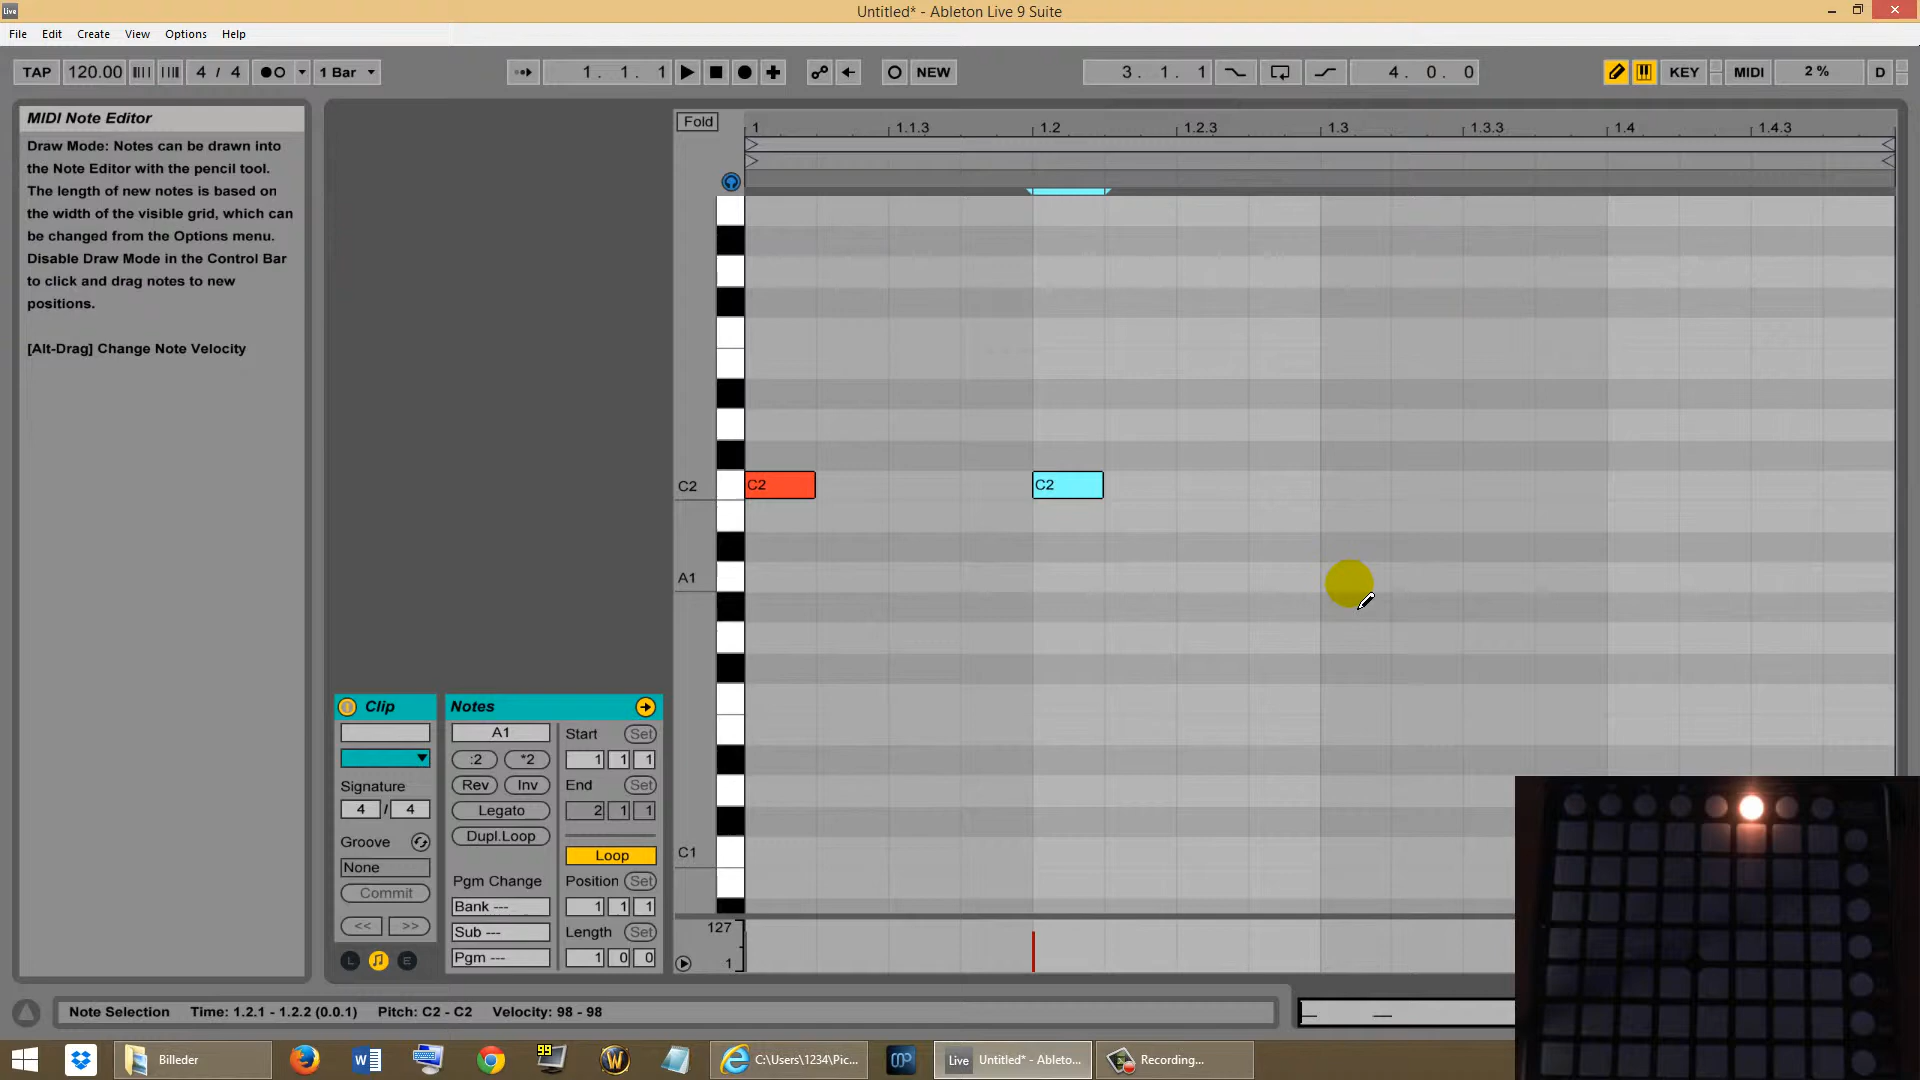 Live
Untitled* - Ableton Live 9 Suite
File Edit Create View Options Help
TAP 120.00 4 / 4 1 Bar 1. 1. 1 NEW 3. 1. 1 4. 0. 0 KEY MIDI 2 % D
MIDI Note Editor
Draw Mode: Notes can be drawn into
the Note Editor with the pencil tool.
The length of new notes is based on
the width of the visible grid, which can
be changed from the Options menu.
Disable Draw Mode in the Control Bar
to click and drag notes to new
positions.
[Alt-Drag] Change Note Velocity
Fold 1 1.1.3 1.2 1.2.3 1.3 1.3.3 1.4 1.4.3
C2 C2 C2
A1
C1
Clip
Signature
4 / 4
Groove
None
Commit
<< >>
L E
Notes
A1
:2 *2
Rev Inv
Legato
Dupl.Loop
Pgm Change
Bank ---
Sub ---
Pgm ---
Start Set
1 1 1
End Set
2 1 1
Loop
Position Set
1 1 1
Length Set
1 0 0
127
1
Note Selection Time: 1.2.1 - 1.2.2 (0.0.1) Pitch: C2 - C2 Velocity: 98 - 98
Billeder 99 C:\Users\1234\Pic... Live Untitled* - Ableto... Recording...